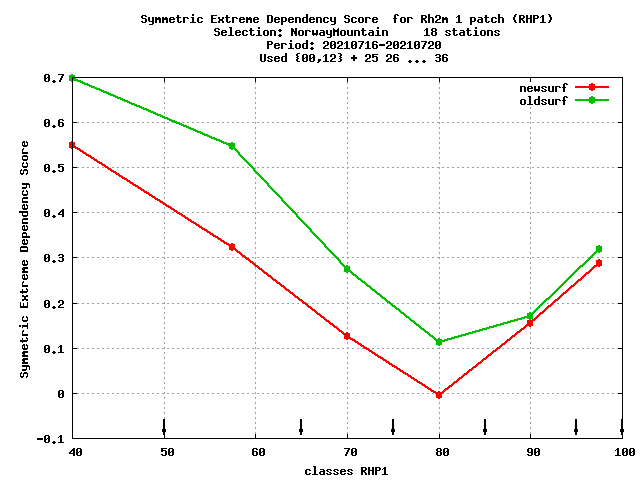 Symmetric Extreme Dependency Score  for Rh2m 1 patch (RHP1)
Selection: NorwayMountain     18 stations
Period: 20210716-20210720
Used {00,12} + 25 26 ... 36
newsurf
oldsurf
Symmetric Extreme Dependency Score
0.7
0.6
0.5
0.4
0.3
0.2
0.1
0
-0.1
40 50 60 70 80 90 100
classes RHP1